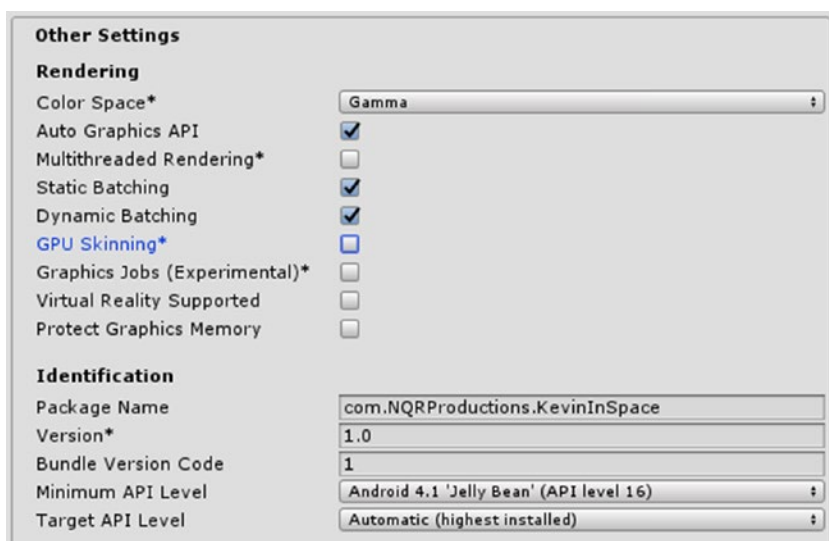 Other Settings
Rendering
Color Space* Gamma
Auto Graphics API
Multithreaded Rendering*
Static Batching
Dynamic Batching
GPU Skinning*
Graphics Jobs (Experimental)*
Virtual Reality Supported
Protect Graphics Memory
Identification
Package Name com.NQRProductions.KevinInSpace
Version* 1.0
Bundle Version Code 1
Minimum API Level Android 4.1 'Jelly Bean' (API level 16)
Target API Level Automatic (highest installed)